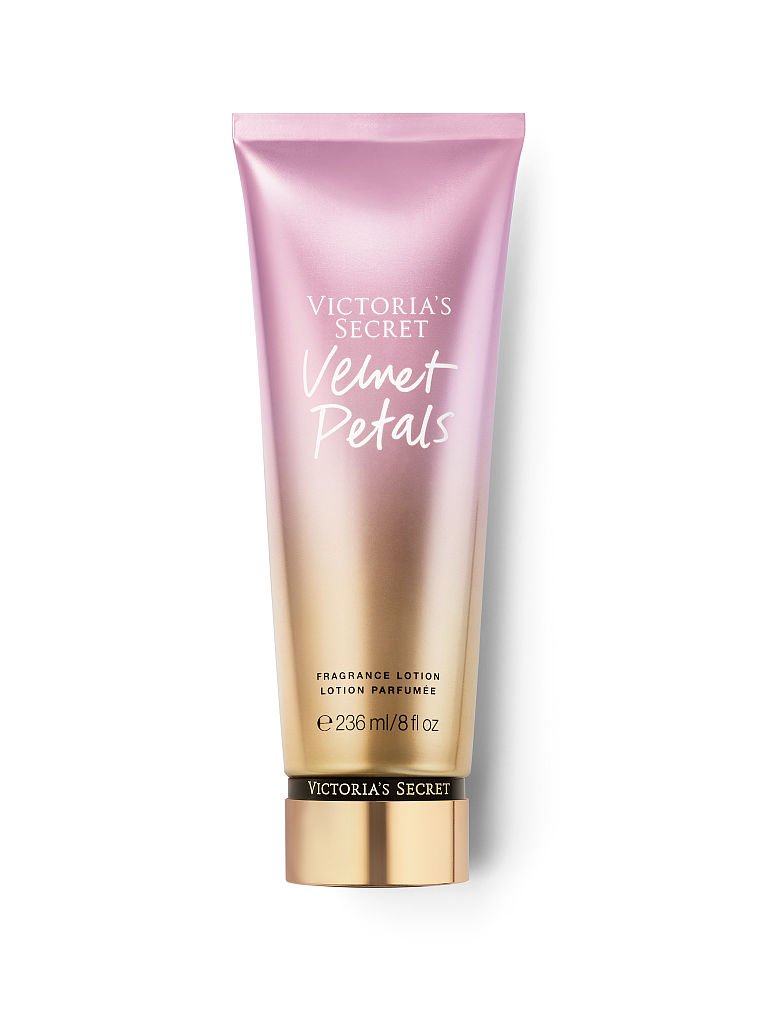 VICTORIA'S
SECRET
Velvet
Petals
FRAGRANCE LOTION
LOTION PARFUMÉE
℮236 ml/8 fl oz
VICTORIA'S SECRET